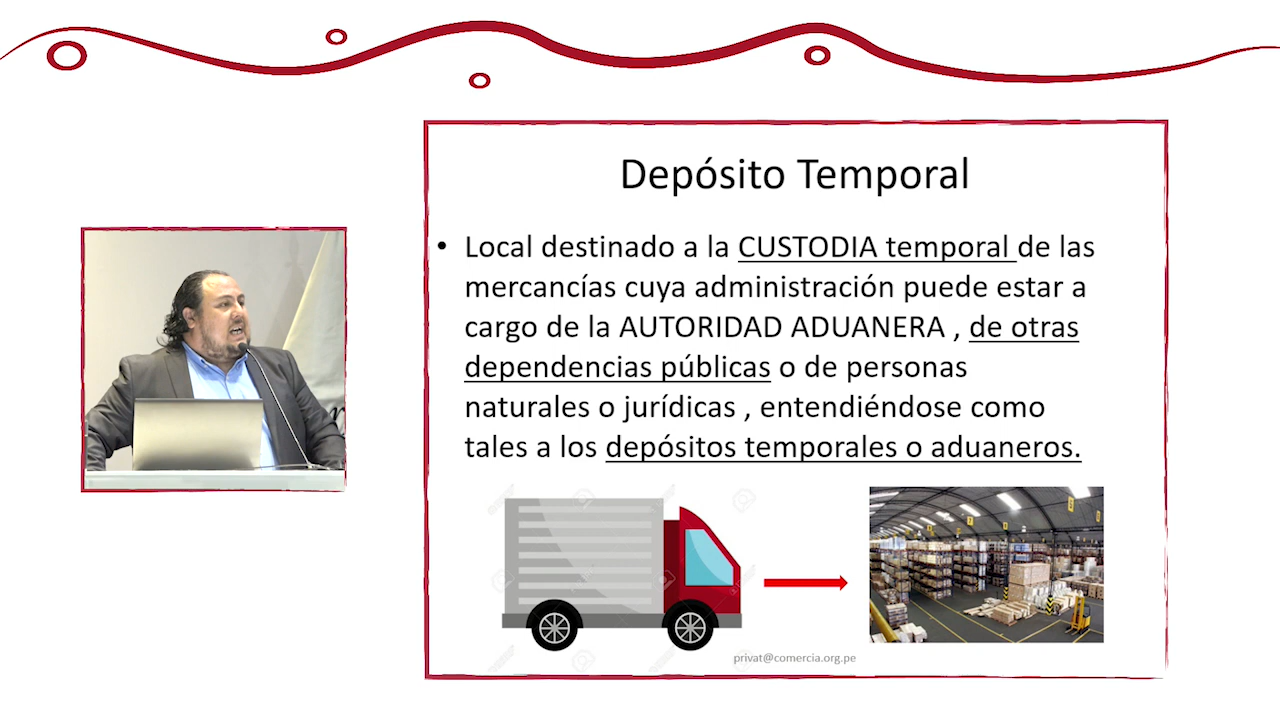 Depósito Temporal
• Local destinado a la CUSTODIA temporal de las
mercancías cuya administración puede estar a
cargo de la AUTORIDAD ADUANERA , de otras
dependencias públicas o de personas
naturales o jurídicas , entendiéndose como
tales a los depósitos temporales o aduaneros.
privat@comercia.org.pe